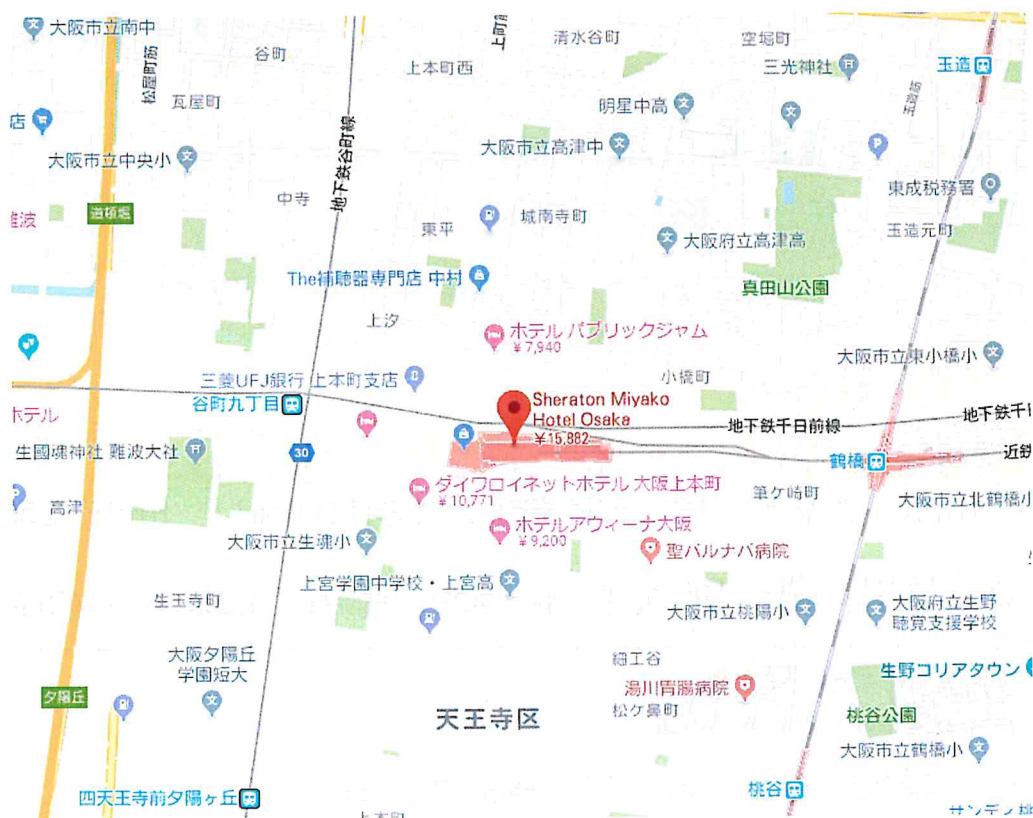 大阪市立南中
谷町
上本町西
清水谷町
空堀町
三光神社
玉造
松屋町筋
瓦屋町
明星中高
店
大阪市立中央小
大阪市立高津中
地下鉄谷町線
中寺
東成税務署
道頓堀
難波
東平
城南寺町
大阪府立高津高
玉造元町
The補聴器専門店 中村
真田山公園
上汐
ホテル パブリックジャム
¥7,940
大阪市立東小橋小
三菱UFJ銀行 上本町支店
小橋町
谷町九丁目
Sheraton Miyako
Hotel Osaka
¥15,882
ホテル
地下鉄千日前線
地下鉄千日
生國魂神社 難波大社
30
鶴橋
近鉄
ダイワロイネットホテル 大阪上本町
¥10,771
筆ケ崎町
高津
大阪市立北鶴橋小
ホテルアウィーナ大阪
¥9,200
大阪市立生魂小
聖バルナバ病院
上宮学園中学校・上宮高
生玉寺町
大阪市立桃陽小
大阪府立生野
聴覚支援学校
大阪夕陽丘
学園短大
細工谷
生野コリアタウン
湯川胃腸病院
夕陽丘
松ケ鼻町
天王寺区
桃谷公園
大阪市立鶴橋小
四天王寺前夕陽ヶ丘
桃谷
上本町
サンディ桃